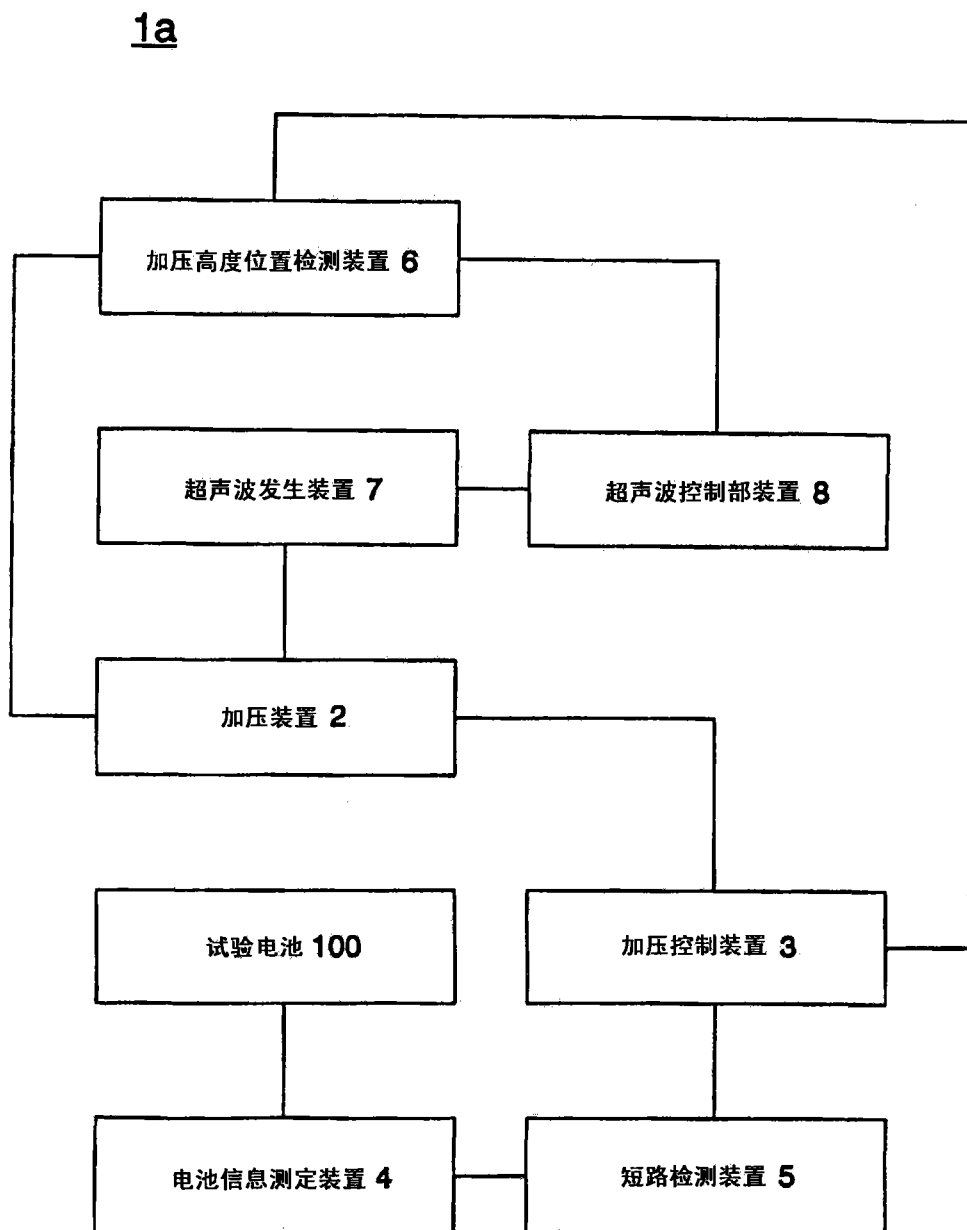 1a
加压高度位置检测装置 6
超声波发生装置 7
超声波控制部装置 8
加压装置 2
试验电池 100
加压控制装置 3
电池信息测定装置 4
短路检测装置 5